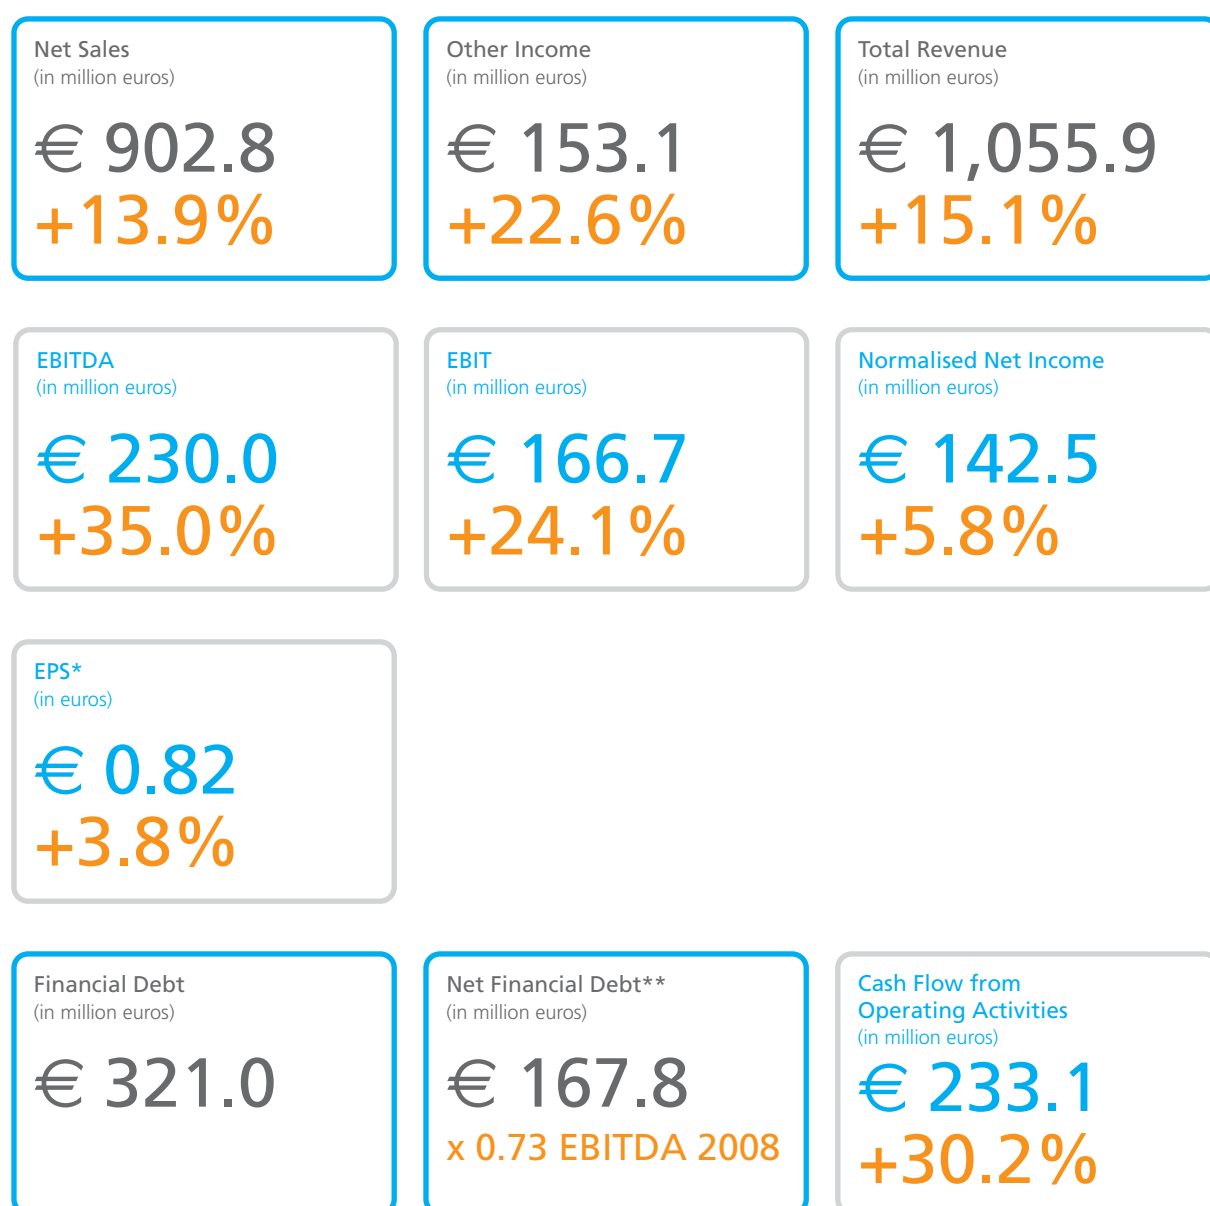 Net Sales
(in million euros)
€ 902.8
+13.9%
Other Income
(in million euros)
€ 153.1
+22.6%
Total Revenue
(in million euros)
€ 1,055.9
+15.1%
EBITDA
(in million euros)
€ 230.0
+35.0%
EBIT
(in million euros)
€ 166.7
+24.1%
Normalised Net Income
(in million euros)
€ 142.5
+5.8%
EPS*
(in euros)
€ 0.82
+3.8%
Financial Debt
(in million euros)
€ 321.0
Net Financial Debt**
(in million euros)
€ 167.8
x 0.73 EBITDA 2008
Cash Flow from
Operating Activities
(in million euros)
€ 233.1
+30.2%